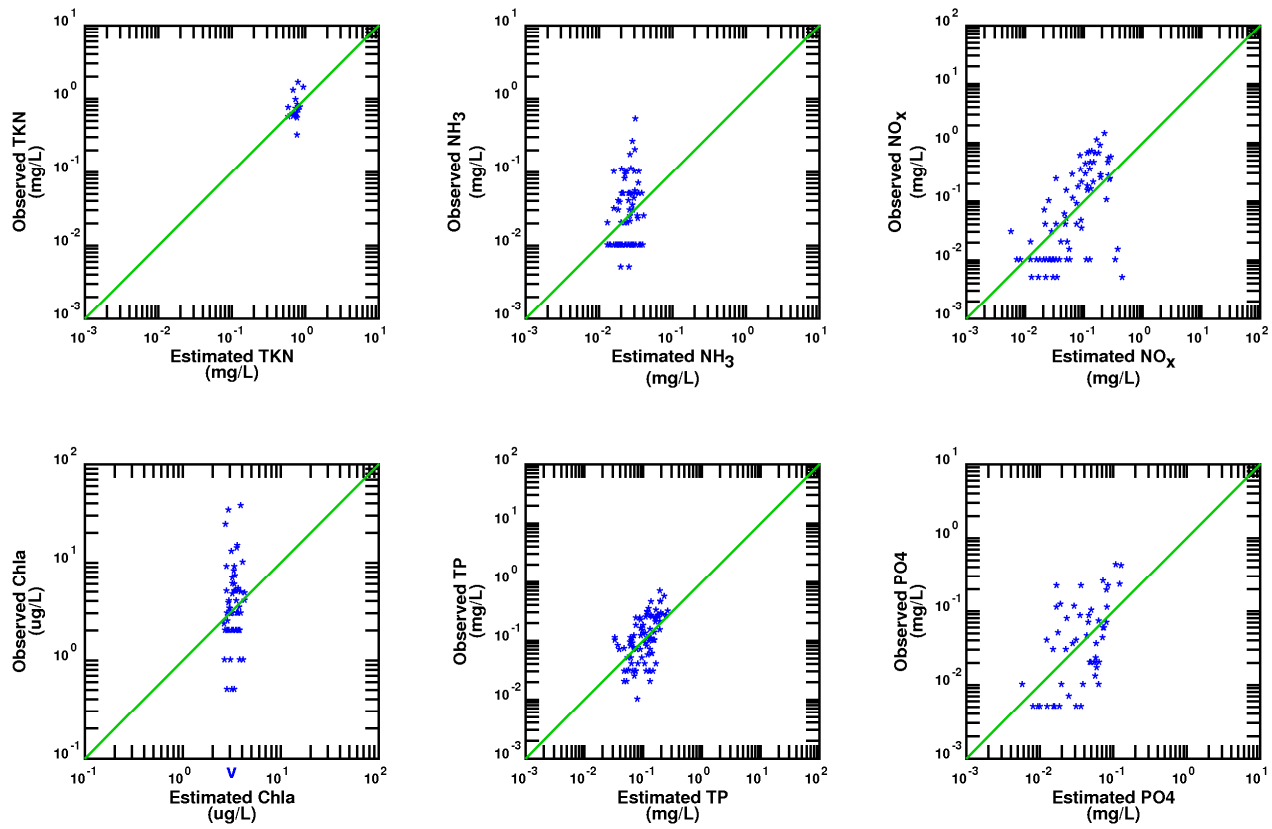 Observed TKN
(mg/L)
10^1
10^0
10^-1
10^-2
10^-3
10^-3 10^-2 10^-1 10^0 10^1
Estimated TKN
(mg/L)
Observed NH3
(mg/L)
10^1
10^0
10^-1
10^-2
10^-3
10^-3 10^-2 10^-1 10^0 10^1
Estimated NH3
(mg/L)
Observed NOx
(mg/L)
10^2
10^1
10^0
10^-1
10^-2
10^-3
10^-3 10^-2 10^-1 10^0 10^1 10^2
Estimated NOx
(mg/L)
Observed Chla
(ug/L)
10^2
10^1
10^0
10^-1
10^-1 10^0 10^1 10^2
v
Estimated Chla
(ug/L)
Observed TP
(mg/L)
10^2
10^1
10^0
10^-1
10^-2
10^-3
10^-3 10^-2 10^-1 10^0 10^1 10^2
Estimated TP
(mg/L)
Observed PO4
(mg/L)
10^1
10^0
10^-1
10^-2
10^-3
10^-3 10^-2 10^-1 10^0 10^1
Estimated PO4
(mg/L)